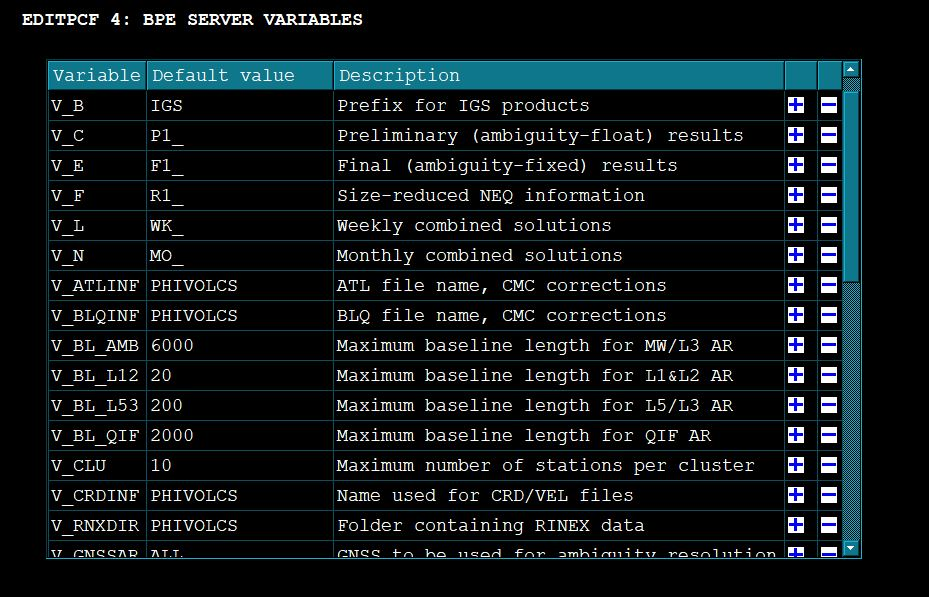 EDITPCF 4: BPE SERVER VARIABLES
Variable Default value Description
V_B IGS Prefix for IGS products
V_C P1_ Preliminary (ambiguity-float) results
V_E F1_ Final (ambiguity-fixed) results
V_F R1_ Size-reduced NEQ information
V_L WK_ Weekly combined solutions
V_N MO_ Monthly combined solutions
V_ATLINF PHIVOLCS ATL file name, CMC corrections
V_BLQINF PHIVOLCS BLQ file name, CMC corrections
V_BL_AMB 6000 Maximum baseline length for MW/L3 AR
V_BL_L12 20 Maximum baseline length for L1&L2 AR
V_BL_L53 200 Maximum baseline length for L5/L3 AR
V_BL_QIF 2000 Maximum baseline length for QIF AR
V_CLU 10 Maximum number of stations per cluster
V_CRDINF PHIVOLCS Name used for CRD/VEL files
V_RNXDIR PHIVOLCS Folder containing RINEX data
V_GNSSAR ALL GNSS to be used for ambiguity resolution